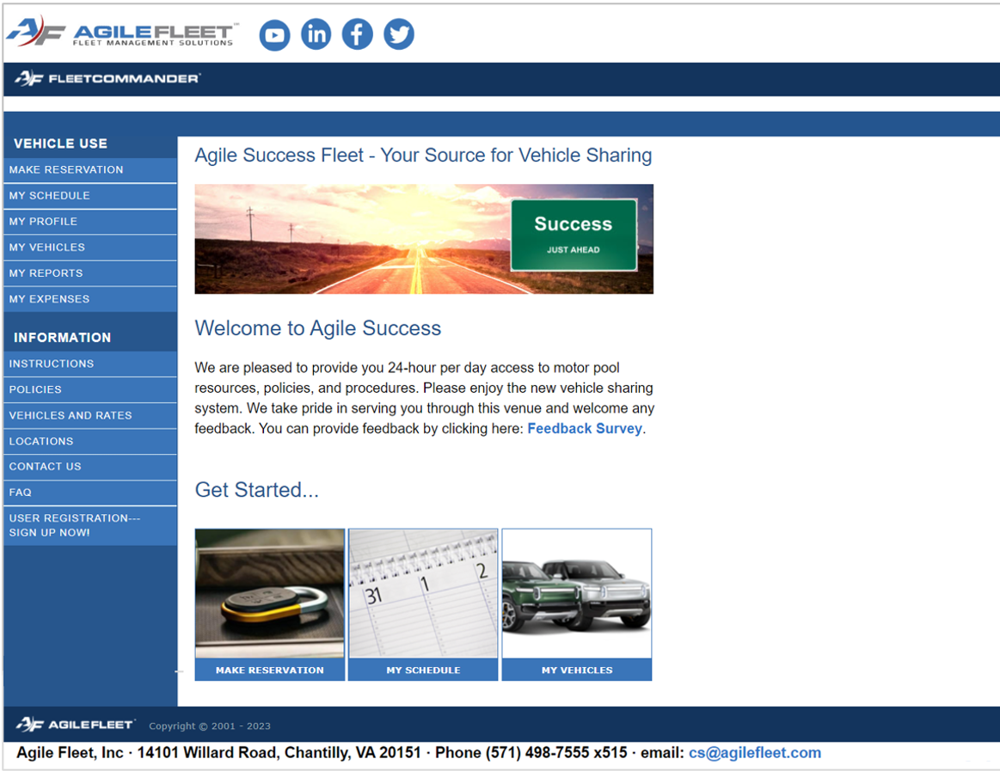 AGILEFLEET
FLEET MANAGEMENT SOLUTIONS
FLEETCOMMANDER
VEHICLE USE
MAKE RESERVATION
MY SCHEDULE
MY PROFILE
MY VEHICLES
MY REPORTS
MY EXPENSES
INFORMATION
INSTRUCTIONS
POLICIES
VEHICLES AND RATES
LOCATIONS
CONTACT US
FAQ
USER REGISTRATION---
SIGN UP NOW!
Agile Success Fleet - Your Source for Vehicle Sharing
Success
JUST AHEAD
Welcome to Agile Success
We are pleased to provide you 24-hour per day access to motor pool
resources, policies, and procedures. Please enjoy the new vehicle sharing
system. We take pride in serving you through this venue and welcome any
feedback. You can provide feedback by clicking here: Feedback Survey.
Get Started...
31 1 2
MAKE RESERVATION
MY SCHEDULE
MY VEHICLES
AGILEFLEET Copyright © 2001 - 2023
Agile Fleet, Inc · 14101 Willard Road, Chantilly, VA 20151 · Phone (571) 498-7555 x515 · email: cs@agilefleet.com